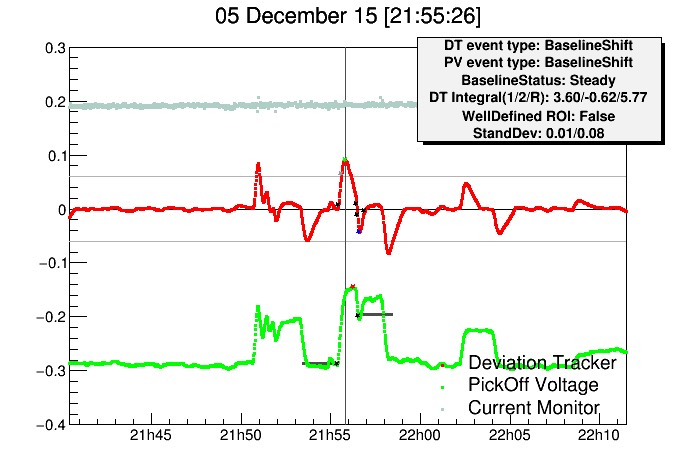 05 December 15 [21:55:26]
DT event type: BaselineShift
PV event type: BaselineShift
BaselineStatus: Steady
DT Integral(1/2/R): 3.60/-0.62/5.77
WellDefined ROI: False
StandDev: 0.01/0.08
0.3
0.2
0.1
0
−0.1
−0.2
−0.3
−0.4
Deviation Tracker
PickOff Voltage
Current Monitor
21h45
21h50
21h55
22h00
22h05
22h10